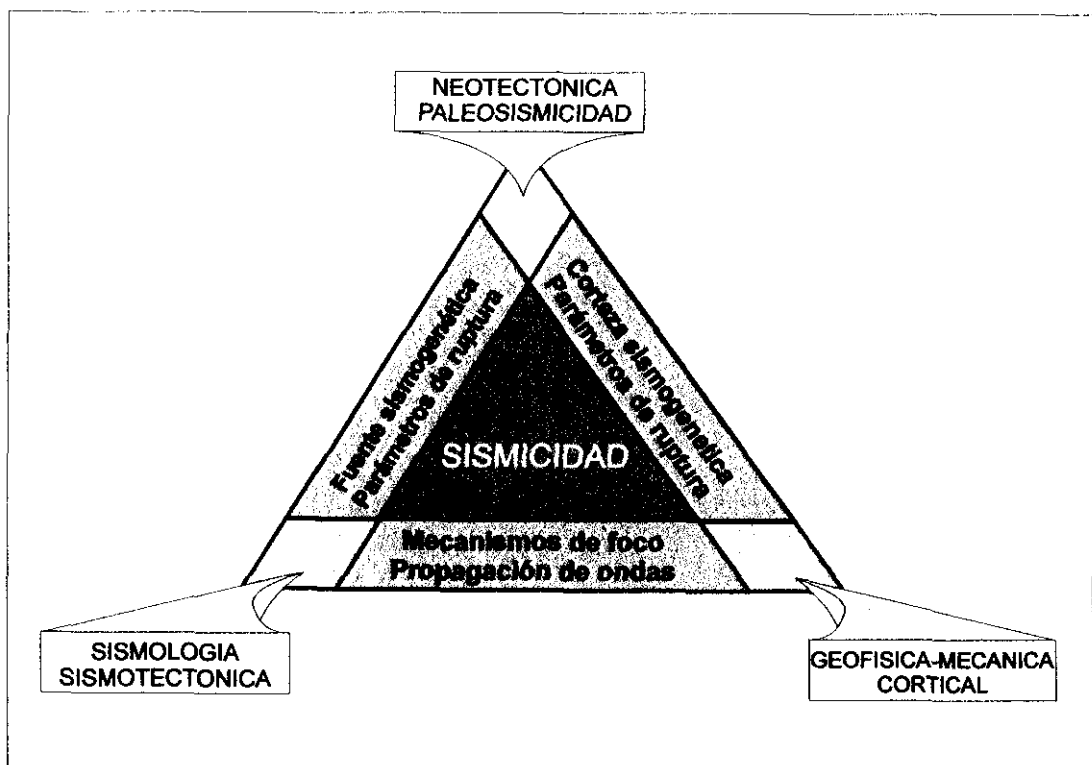 NEOTECTONICA
PALEOSISMICIDAD
Fuente sismogenética
Parámetros de ruptura
Corteza sismogenética
Parámetros de ruptura
SISMICIDAD
Mecanismos de foco
Propagación de ondas
SISMOLOGIA
SISMOTECTONICA
GEOFISICA-MECANICA
CORTICAL